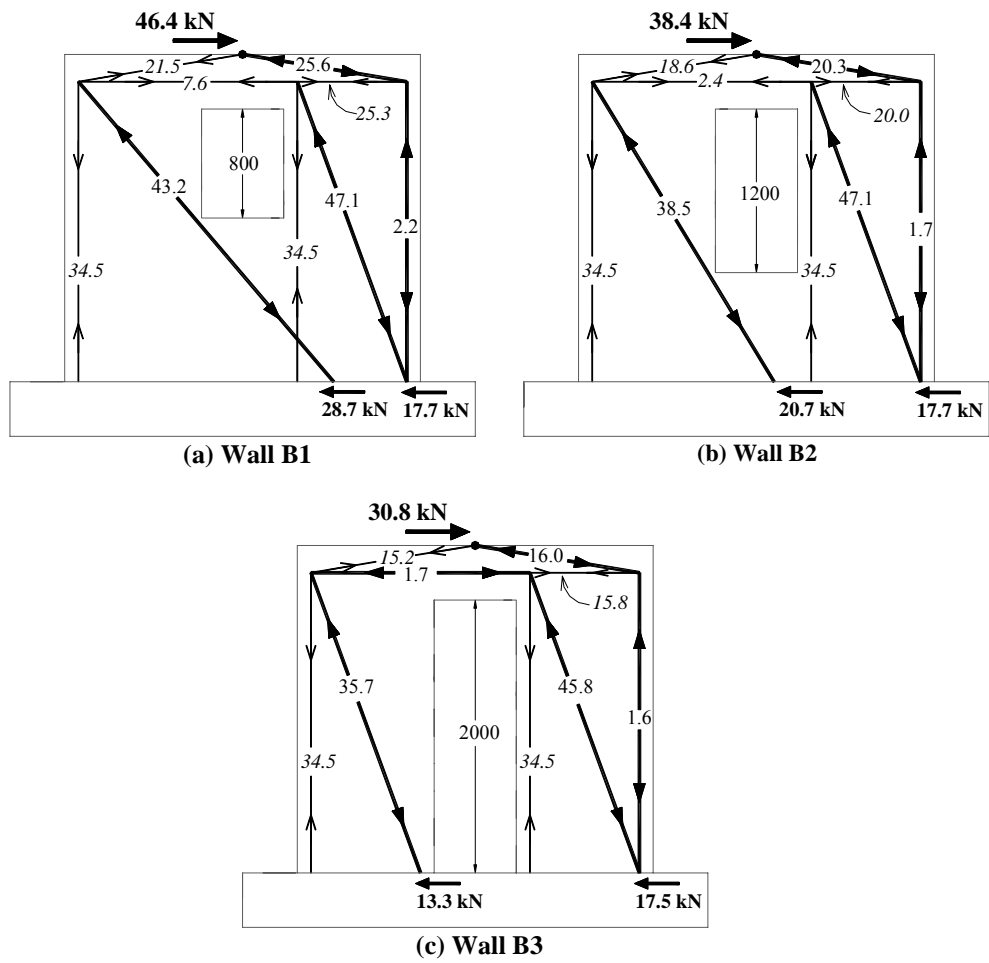 46.4 kN
21.5
25.6
7.6
25.3
800
43.2
47.1
2.2
34.5
34.5
28.7 kN
17.7 kN
(a) Wall B1
38.4 kN
18.6
20.3
2.4
20.0
1200
38.5
47.1
1.7
34.5
34.5
20.7 kN
17.7 kN
(b) Wall B2
30.8 kN
15.2
16.0
1.7
15.8
35.7
45.8
1.6
2000
34.5
34.5
13.3 kN
17.5 kN
(c) Wall B3